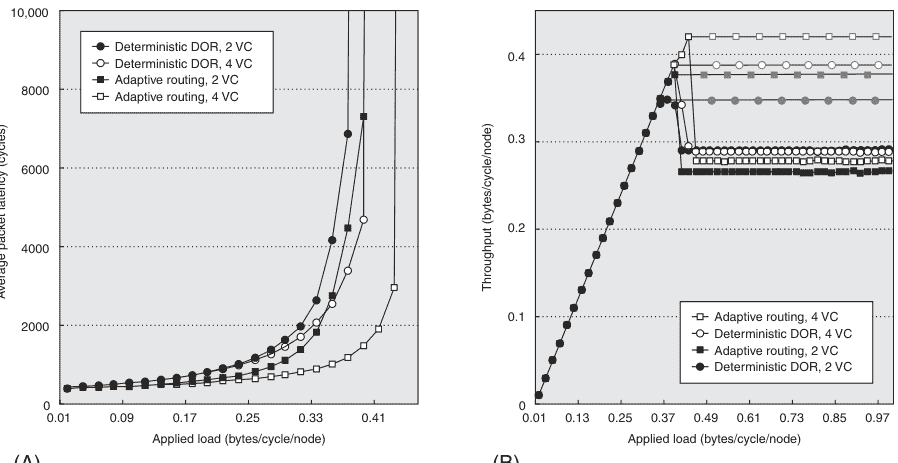 10,000
8000
6000
4000
2000
0
Average packet latency (cycles)
Deterministic DOR, 2 VC
Deterministic DOR, 4 VC
Adaptive routing, 2 VC
Adaptive routing, 4 VC
0.01 0.09 0.17 0.25 0.33 0.41
Applied load (bytes/cycle/node)
(A)
0.4
0.3
0.2
0.1
0
Throughput (bytes/cycle/node)
Adaptive routing, 4 VC
Deterministic DOR, 4 VC
Adaptive routing, 2 VC
Deterministic DOR, 2 VC
0.01 0.13 0.25 0.37 0.49 0.61 0.73 0.85 0.97
Applied load (bytes/cycle/node)
(B)